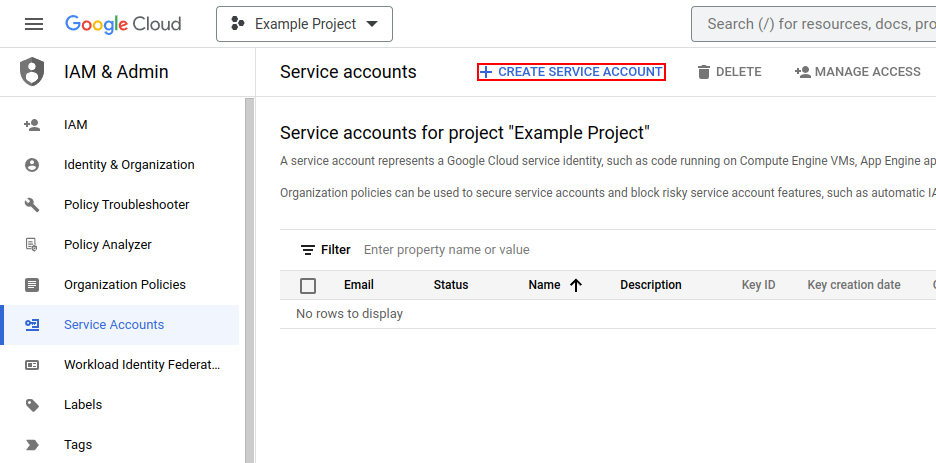 Google Cloud Example Project Search (/) for resources, docs, pro
IAM & Admin Service accounts + CREATE SERVICE ACCOUNT DELETE MANAGE ACCESS
IAM
Identity & Organization
Policy Troubleshooter
Policy Analyzer
Organization Policies
Service Accounts
Workload Identity Federat...
Labels
Tags
Service accounts for project "Example Project"
A service account represents a Google Cloud service identity, such as code running on Compute Engine VMs, App Engine ap
Organization policies can be used to secure service accounts and block risky service account features, such as automatic IA
Filter Enter property name or value
Email Status Name Description Key ID Key creation date
No rows to display